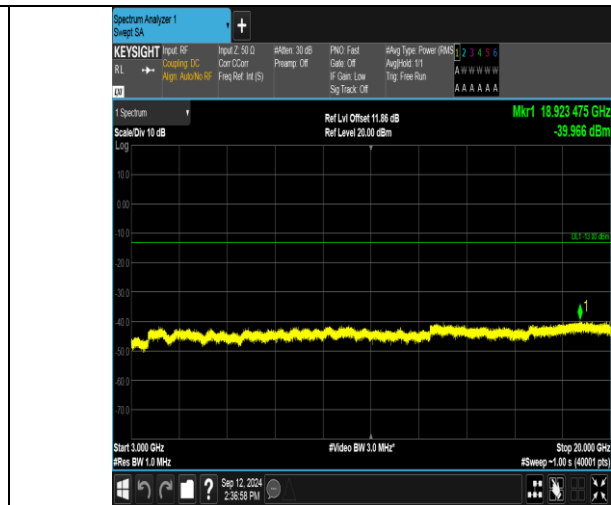 Spectrum Analyzer 1
Swept SA
+
KEYSIGHT Input: RF Input Z: 50 Ω #Atten: 30 dB PNO: Fast #Avg Type: Power (RMS 1 2 3 4 5 6
RL Coupling: DC Corr CCorr Preamp: Off Gate: Off Avg|Hold: 1/1 A W W W W W
Align: Auto/No RF Freq Ref: Int (S) IF Gain: Low Trig: Free Run
Sig Track: Off A A A A A A
LXI
1 Spectrum Ref Lvl Offset 11.86 dB Mkr1 18.923 475 GHz
Scale/Div 10 dB Ref Level 20.00 dBm -39.966 dBm
Log
10.0
0.00
-10.0
DL1 -13.00 dBm
-20.0
-30.0
1
-40.0
-50.0
-60.0
-70.0
Start 3.000 GHz #Video BW 3.0 MHz* Stop 20.000 GHz
#Res BW 1.0 MHz #Sweep ~1.00 s (40001 pts)
? Sep 12, 2024
2:36:58 PM